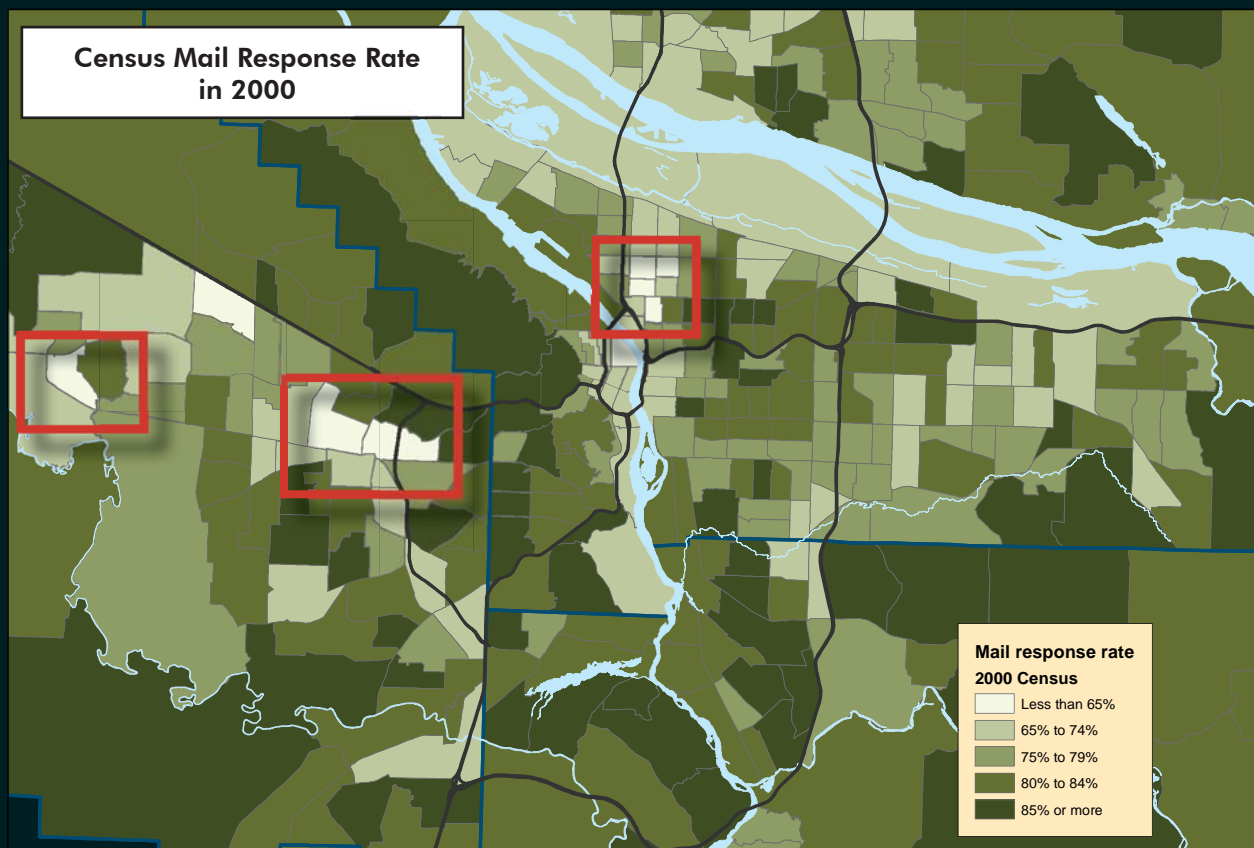 Census Mail Response Rate
in 2000
Mail response rate
2000 Census
Less than 65%
65% to 74%
75% to 79%
80% to 84%
85% or more